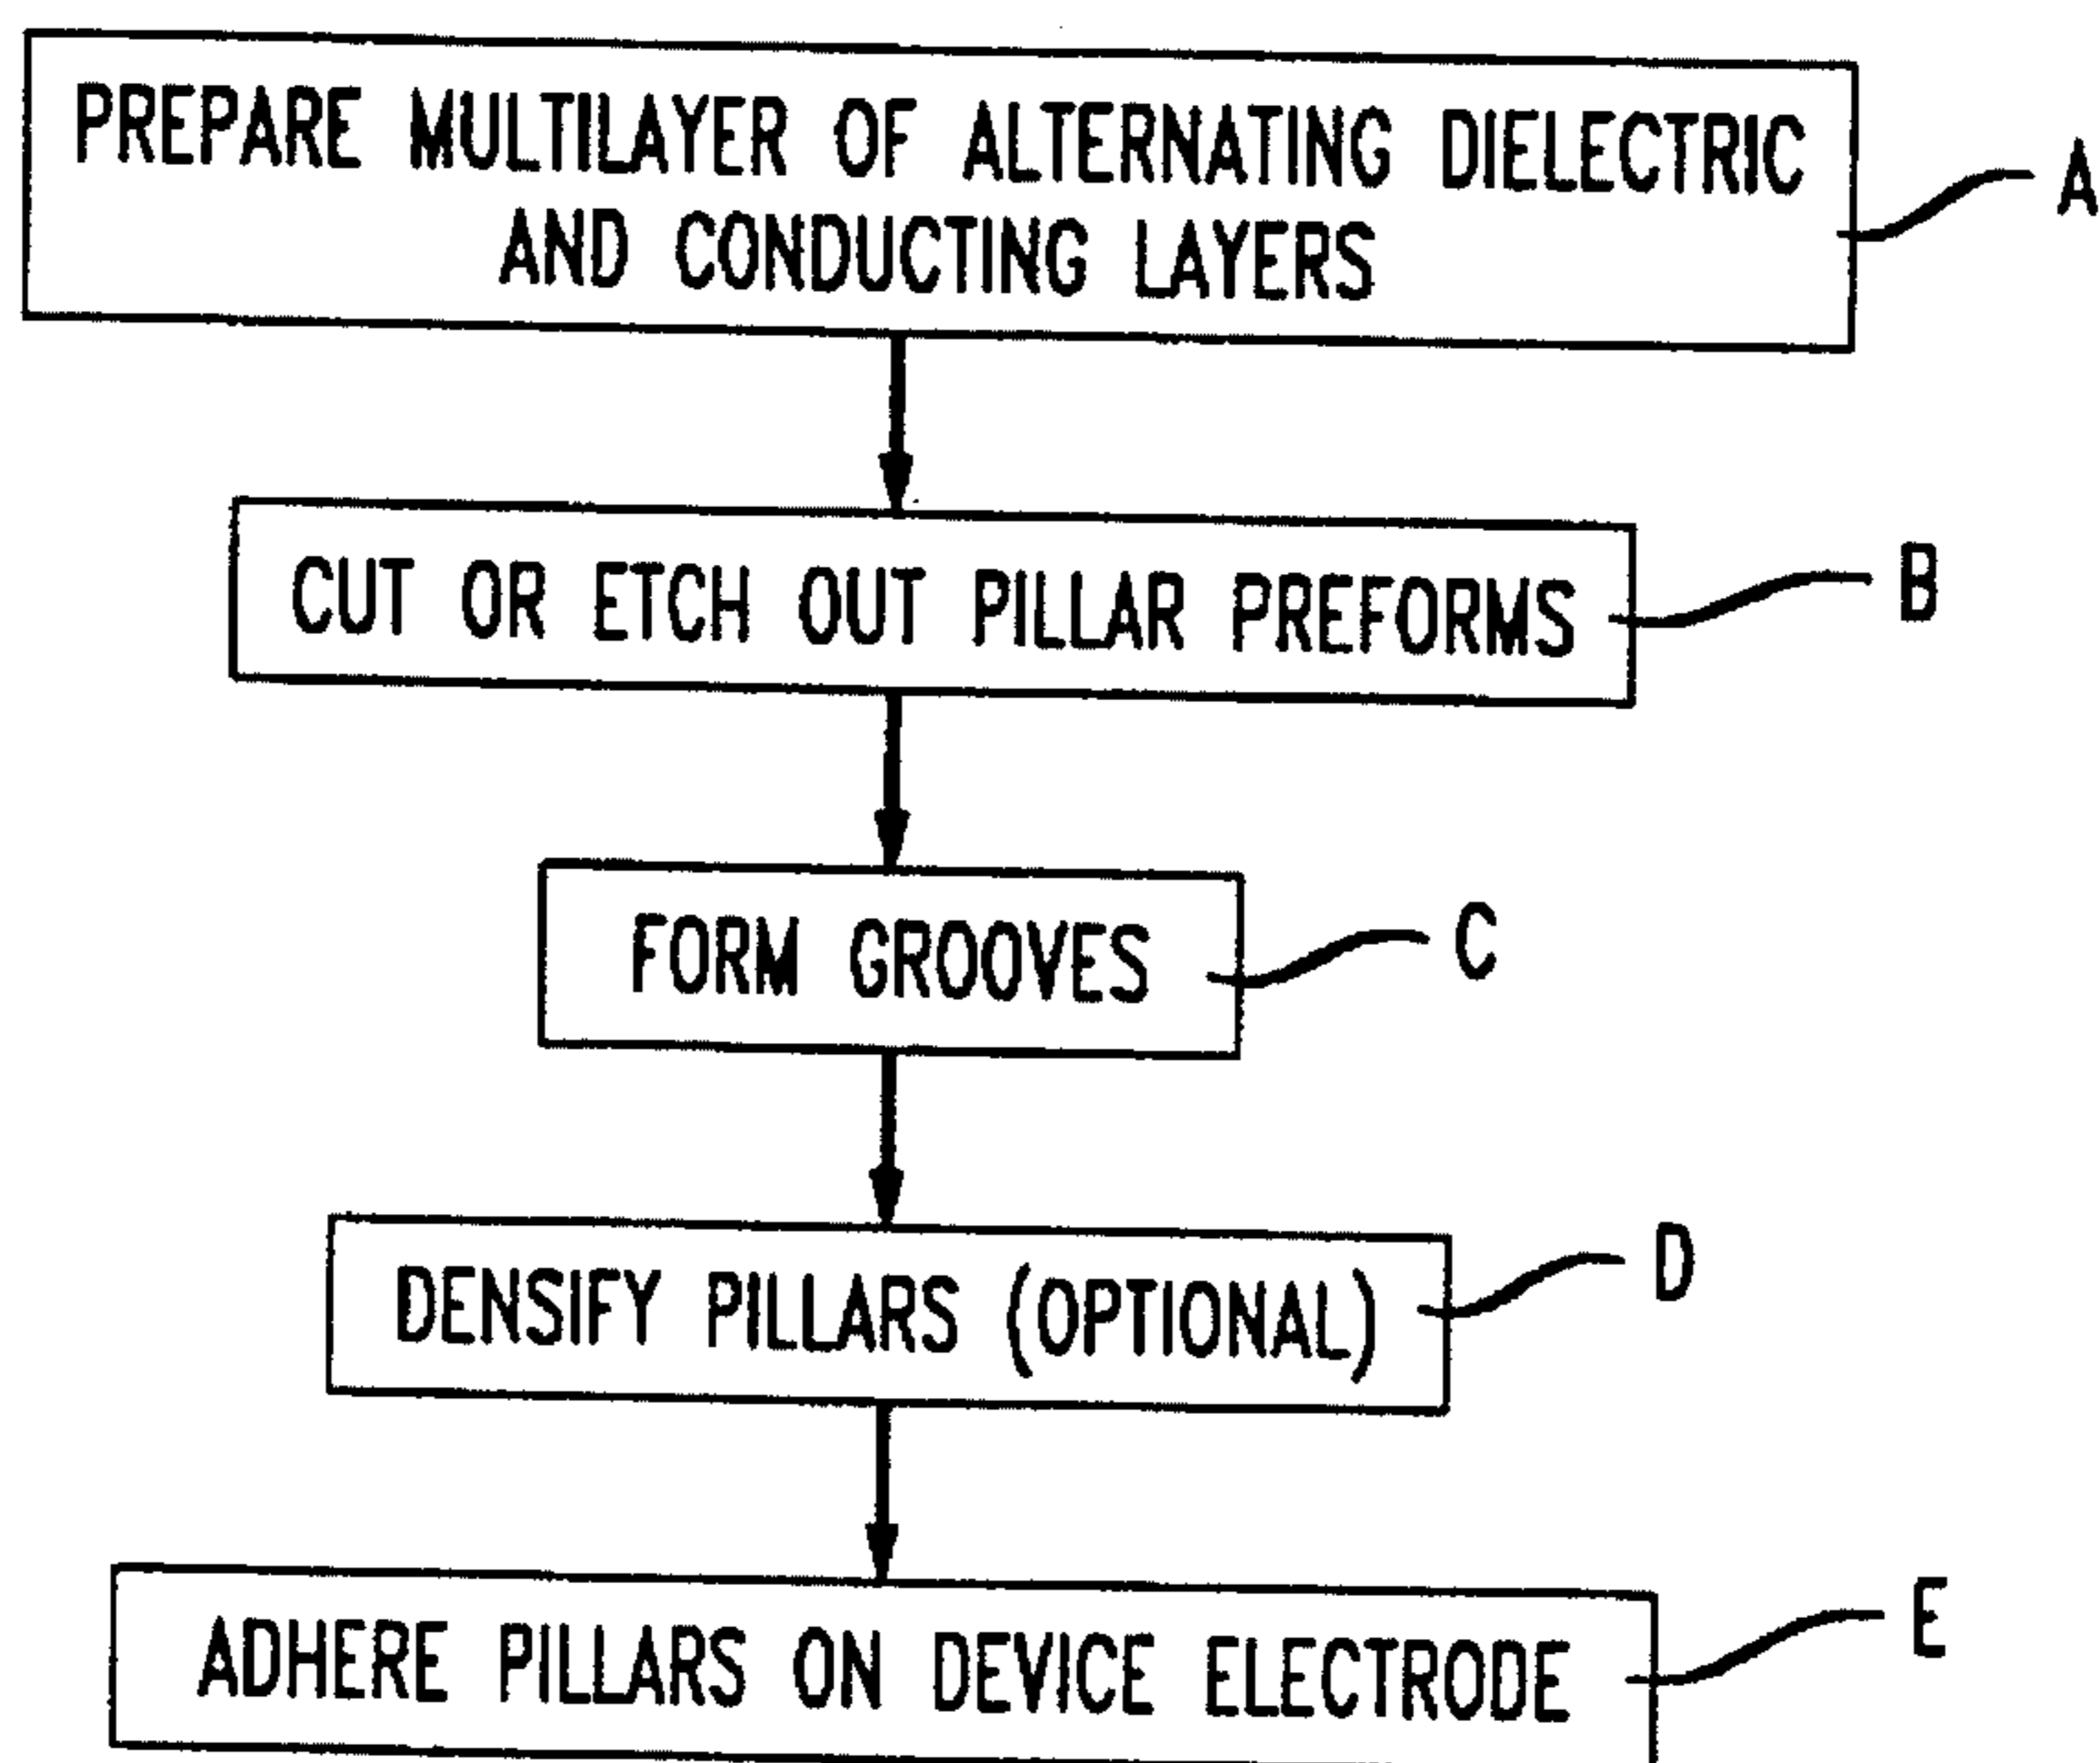 PREPARE MULTILAYER OF ALTERNATING DIELECTRIC
AND CONDUCTING LAYERS
A
CUT OR ETCH OUT PILLAR PREFORMS
B
FORM GROOVES
C
DENSIFY PILLARS (OPTIONAL)
D
ADHERE PILLARS ON DEVICE ELECTRODE
E